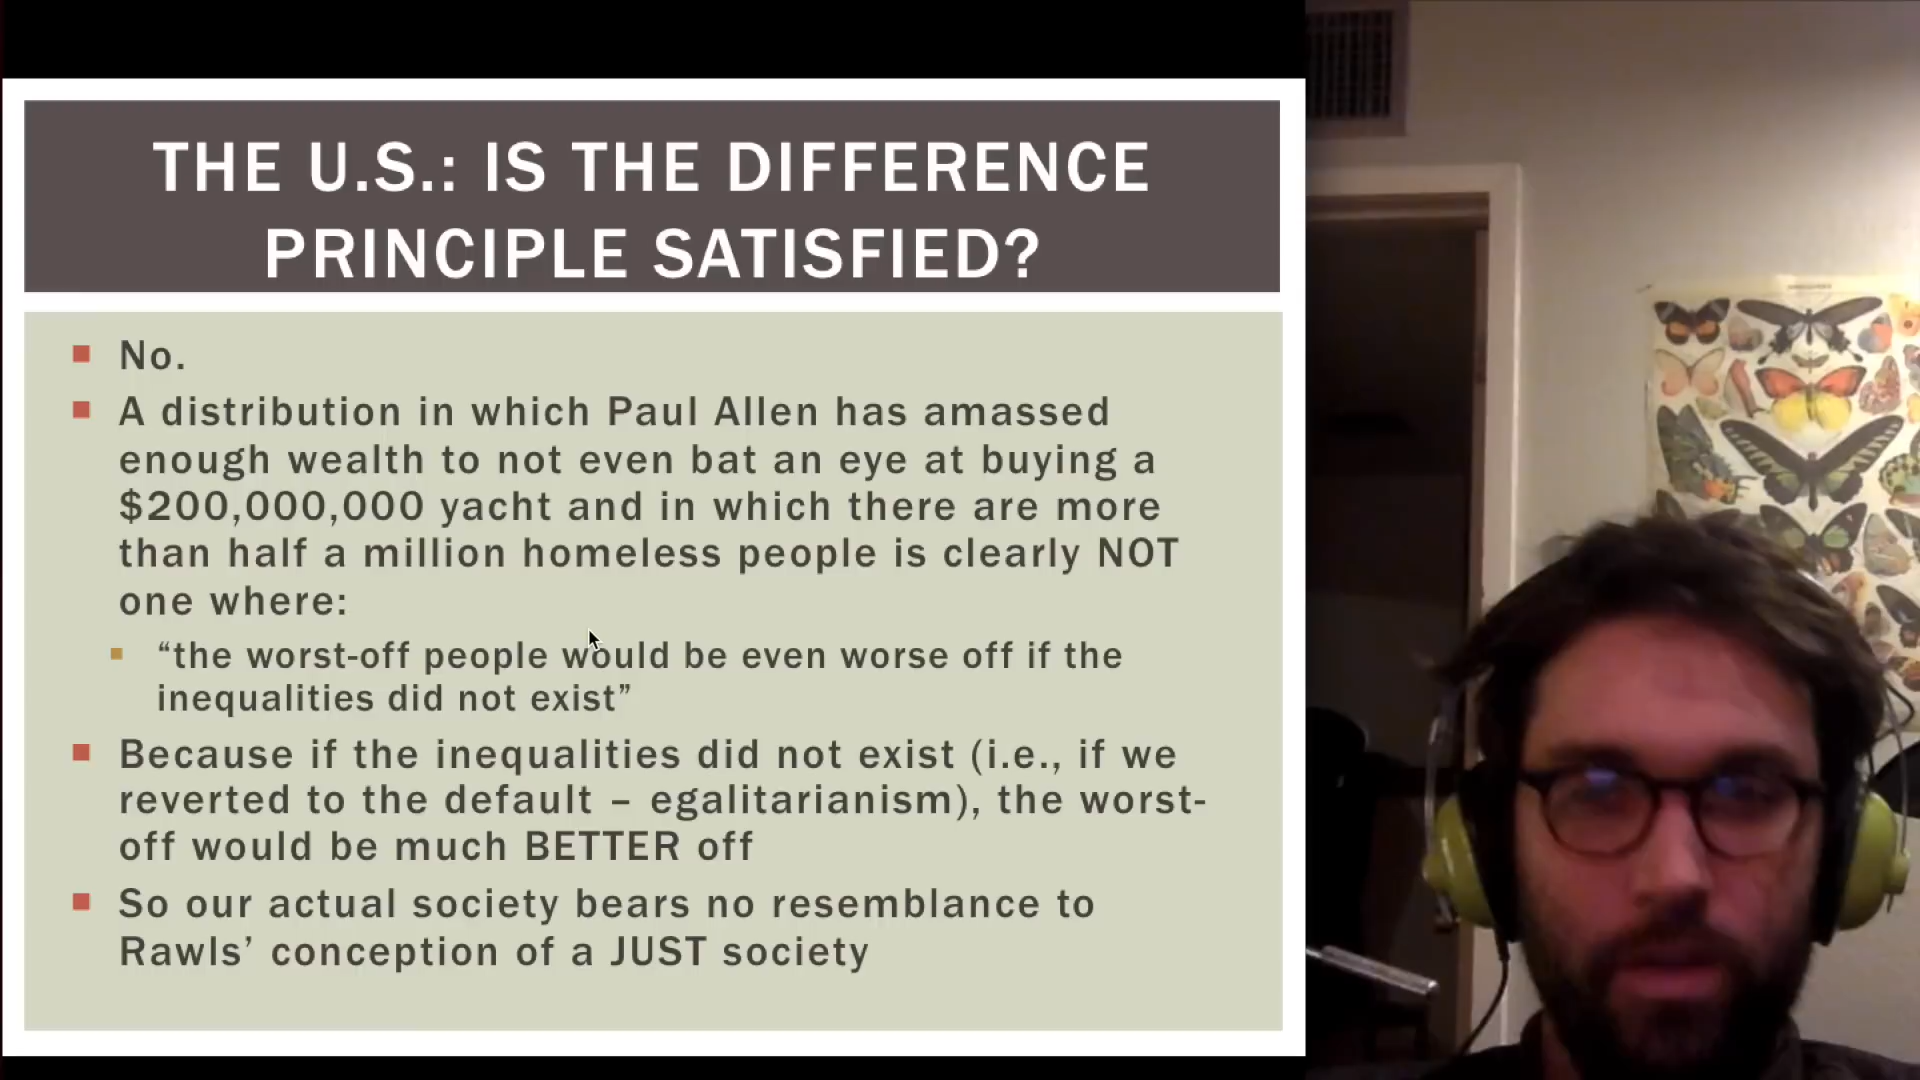 THE U.S.: IS THE DIFFERENCE
PRINCIPLE SATISFIED?
No.
A distribution in which Paul Allen has amassed
enough wealth to not even bat an eye at buying a
$200,000,000 yacht and in which there are more
than half a million homeless people is clearly NOT
one where:
“the worst-off people would be even worse off if the
inequalities did not exist”
Because if the inequalities did not exist (i.e., if we
reverted to the default – egalitarianism), the worst-
off would be much BETTER off
So our actual society bears no resemblance to
Rawls’ conception of a JUST society